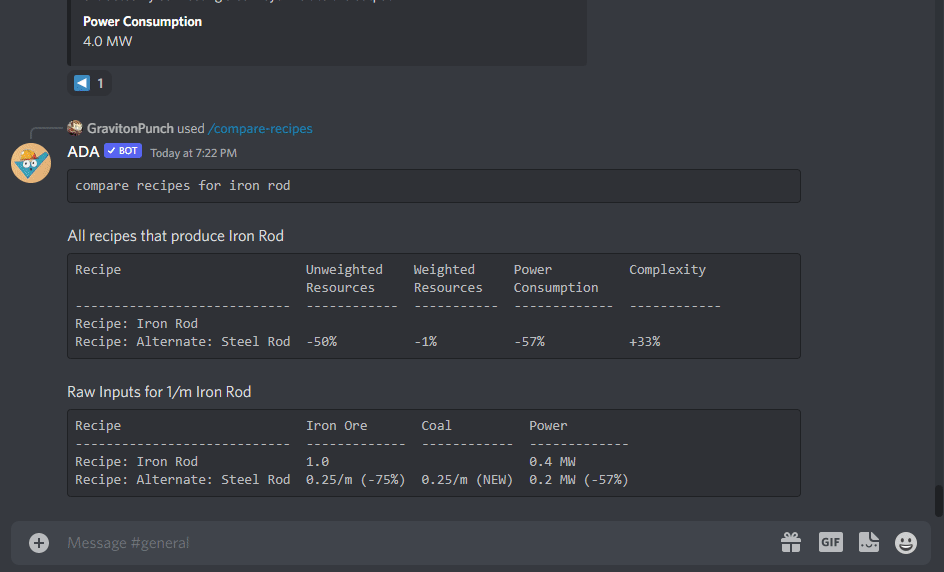 Power Consumption
4.0 MW
1
GravitonPunch used /compare-recipes
ADA ✓ BOT Today at 7:22 PM
compare recipes for iron rod
All recipes that produce Iron Rod
Recipe Unweighted Weighted Power Complexity
Resources Resources Consumption
---------------------------- ------------ ----------- ------------- ------------
Recipe: Iron Rod
Recipe: Alternate: Steel Rod -50% -1% -57% +33%
Raw Inputs for 1/m Iron Rod
Recipe Iron Ore Coal Power
---------------------------- ------------- ------------ -------------
Recipe: Iron Rod 1.0 0.4 MW
Recipe: Alternate: Steel Rod 0.25/m (-75%) 0.25/m (NEW) 0.2 MW (-57%)
Message #general
GIF